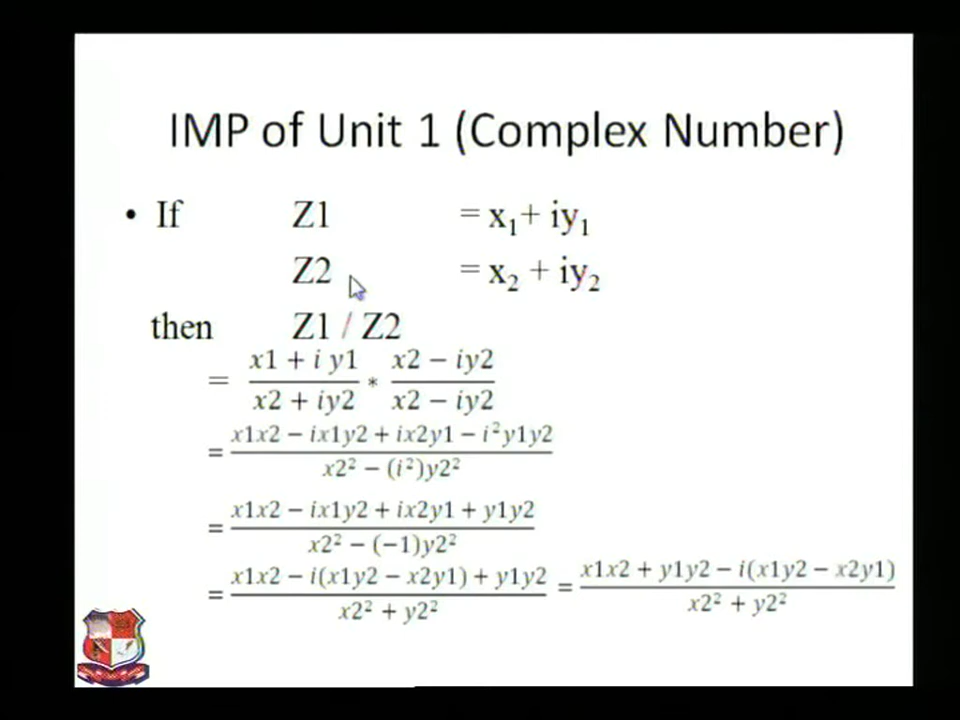 IMP of Unit 1 (Complex Number)
• If Z1 = x₁+ iy₁
Z2 = x₂ + iy₂
then Z1 / Z2
= (x1 + i y1)/(x2 + iy2) * (x2 − iy2)/(x2 − iy2)
= (x1x2 − ix1y2 + ix2y1 − i²y1y2)/(x2² − (i²)y2²)
= (x1x2 − ix1y2 + ix2y1 + y1y2)/(x2² − (−1)y2²)
= (x1x2 − i(x1y2 − x2y1) + y1y2)/(x2² + y2²) = (x1x2 + y1y2 − i(x1y2 − x2y1))/(x2² + y2²)